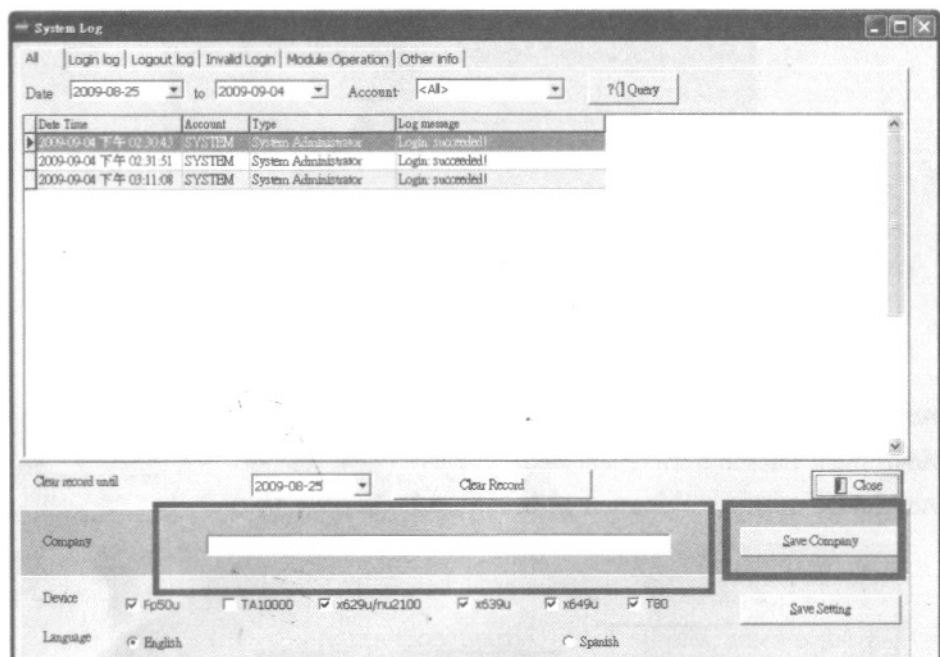 System Log
All Login log Logout log Invalid Login Module Operation Other Info
Date 2009-08-25 to 2009-09-04 Account <All> ?{] Query
Date Time Account Type Log message
2009-09-04 下午 02:30:43 SYSTEM System Administrator Login: succeeded!
2009-09-04 下午 02:31:51 SYSTEM System Administrator Login: succeeded!
2009-09-04 下午 03:11:08 SYSTEM System Administrator Login: succeeded!
Clear record until 2009-08-25 Clear Record Close
Company Save Company
Device Fp50u TA10000 x629u/nu2100 x639u x649u T80 Save Setting
Language English Spanish